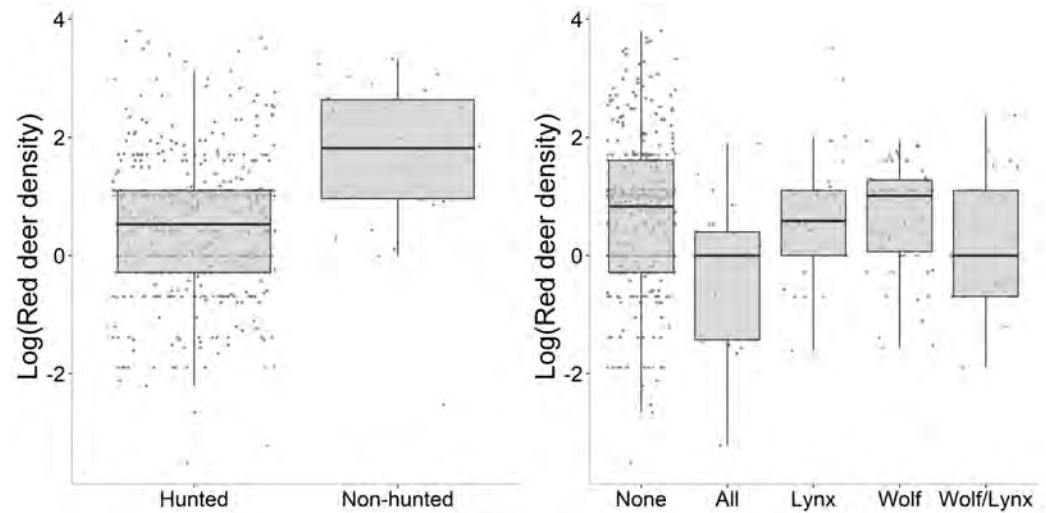 Log(Red deer density)
4
2
0
-2
Hunted Non-hunted
Log(Red deer density)
4
2
0
-2
None All Lynx Wolf Wolf/Lynx